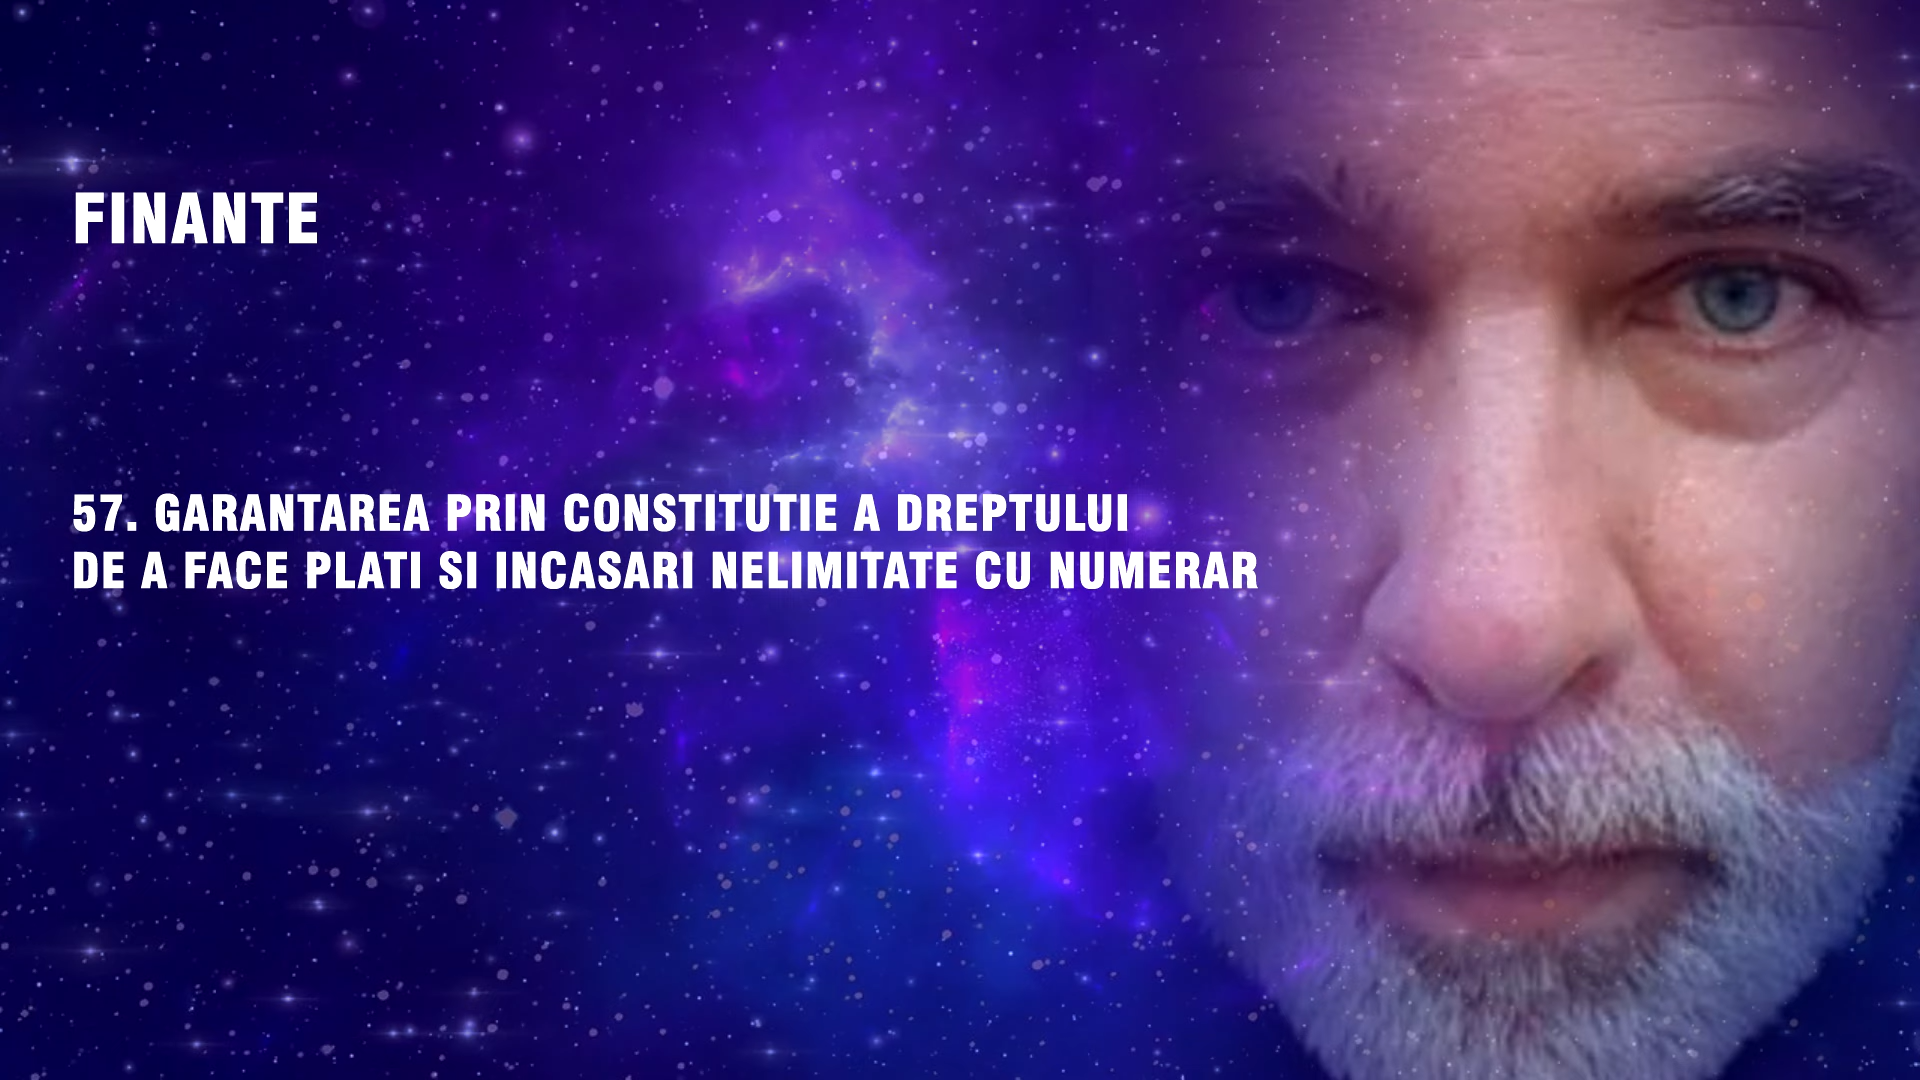 FINANTE
57. GARANTAREA PRIN CONSTITUTIE A DREPTULUI
DE A FACE PLATI SI INCASARI NELIMITATE CU NUMERAR